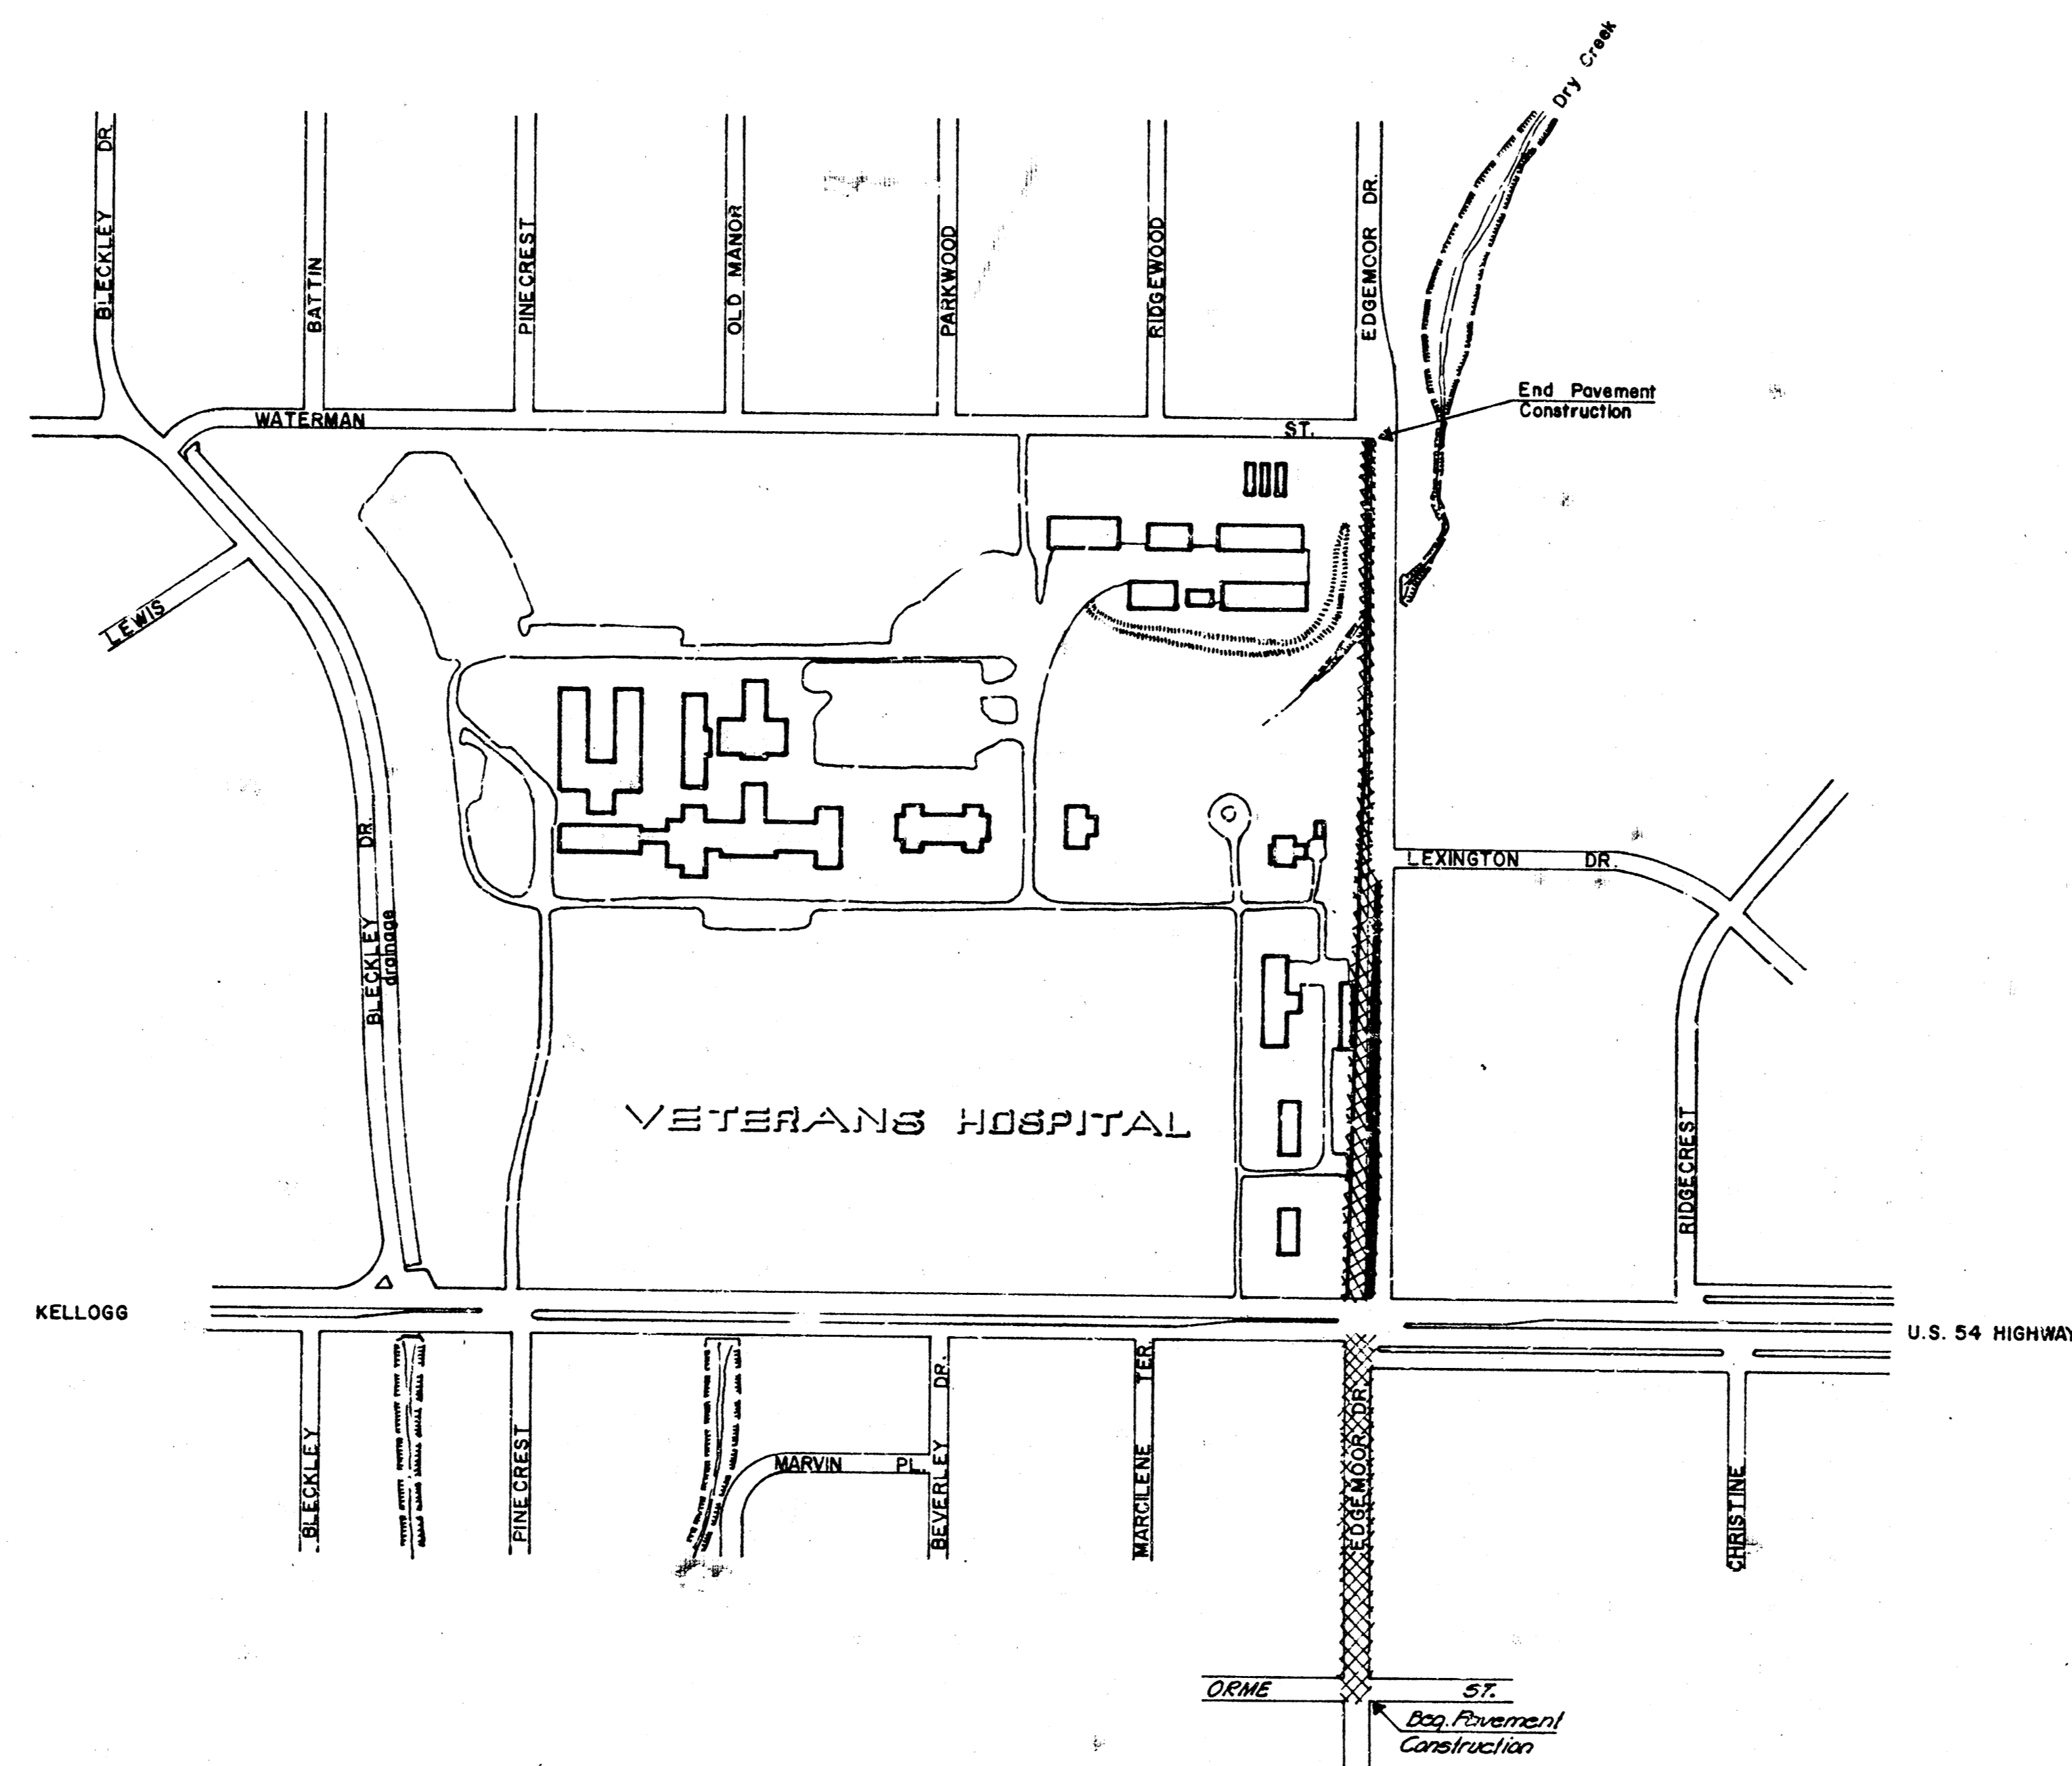 Dry Creek
BLECKLEY DR.
BATTIN
PINECREST
OLD MANOR
PARKWOOD
RIDGEWOOD
EDGEMOOR DR.
End Pavement
Construction
WATERMAN ST.
LEWIS
LEXINGTON DR.
BLECKLEY DR.
drainage
VETERANS HOSPITAL
RIDGECREST
KELLOGG
U.S. 54 HIGHWAY
BLECKLEY
PINECREST
MARVIN PL.
BEVERLEY DR.
MARCILENE TER.
EDGEMOOR DR.
CHRISTINE
ORME ST.
Beg. Pavement
Construction